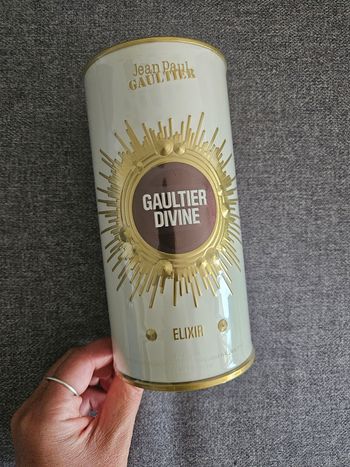 Jean Paul
GAULTIER
GAULTIER
DIVINE
ELIXIR